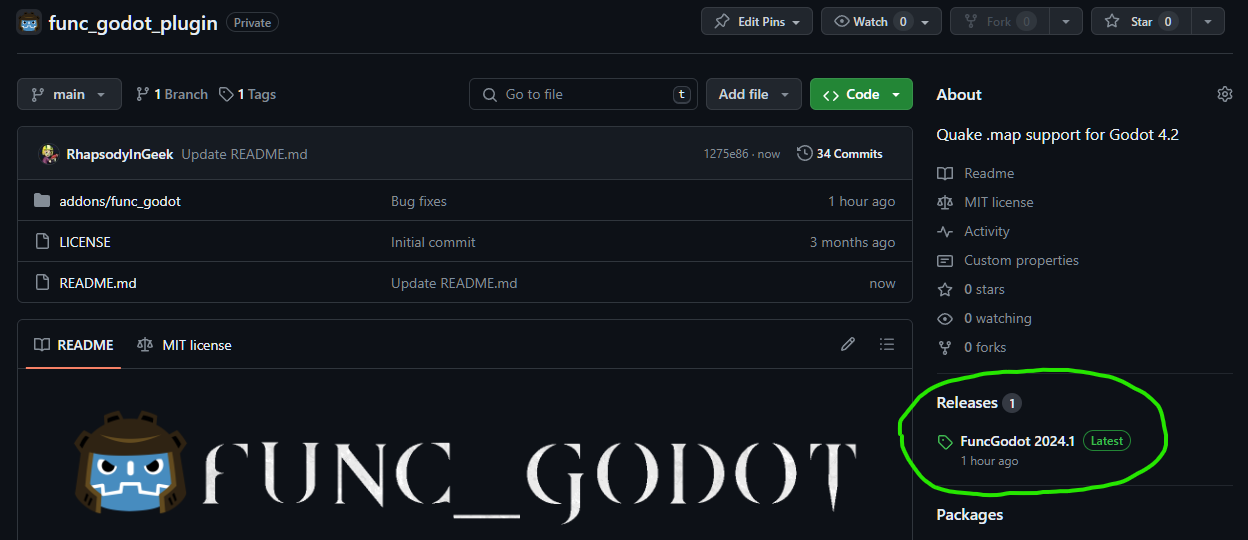 func_godot_plugin Private Edit Pins Watch 0 Fork 0 Star 0
main 1 Branch 1 Tags Go to file t Add file Code
RhapsodyInGeek Update README.md 1275e86 · now 34 Commits
addons/func_godot Bug fixes 1 hour ago
LICENSE Initial commit 3 months ago
README.md Update README.md now
README MIT license
FUNC_GODOT
About
Quake .map support for Godot 4.2
Readme
MIT license
Activity
Custom properties
0 stars
0 watching
0 forks
Releases 1
FuncGodot 2024.1 Latest
1 hour ago
Packages